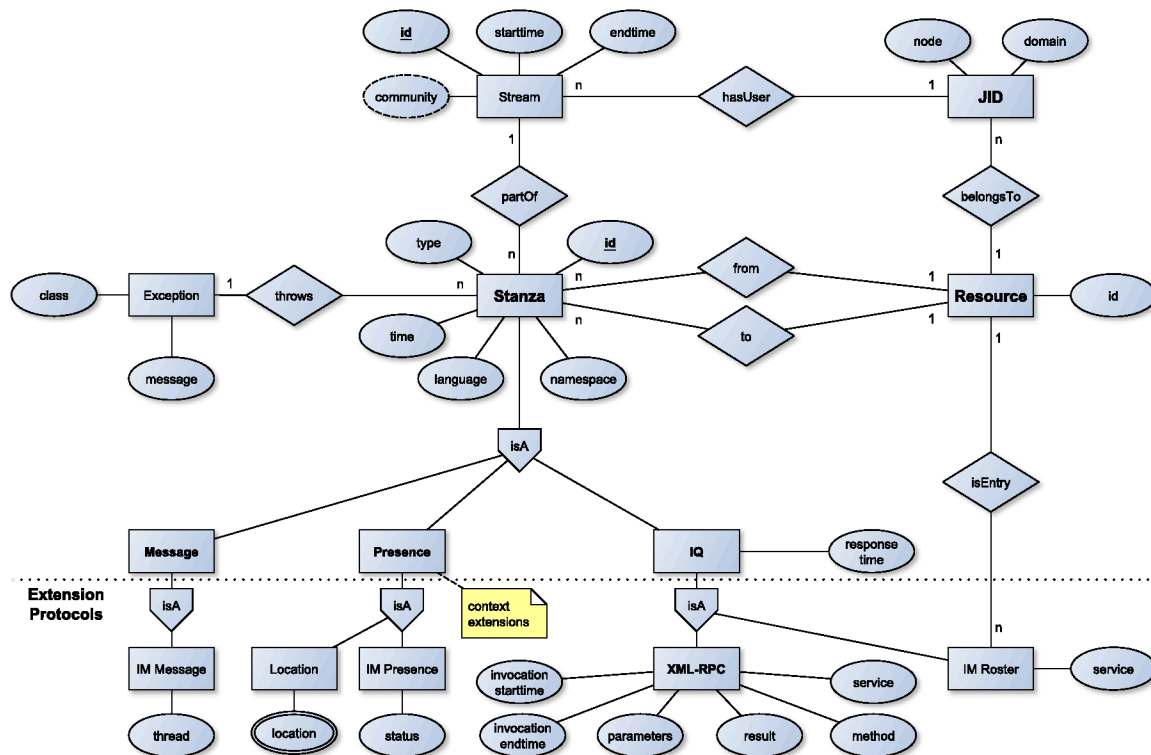 id
starttime
endtime
node
domain
community
Stream
n
hasUser
1
JID
1
n
partOf
belongsTo
n
1
type
id
from
class
Exception
1
throws
n
Stanza
n
n
1
1
Resource
id
time
to
1
message
language
namespace
isA
isEntry
Message
Presence
IQ
response
time
Extension
Protocols
isA
isA
context
extensions
isA
n
IM Message
Location
IM Presence
invocation
starttime
XML-RPC
service
IM Roster
service
thread
location
status
invocation
endtime
parameters
result
method